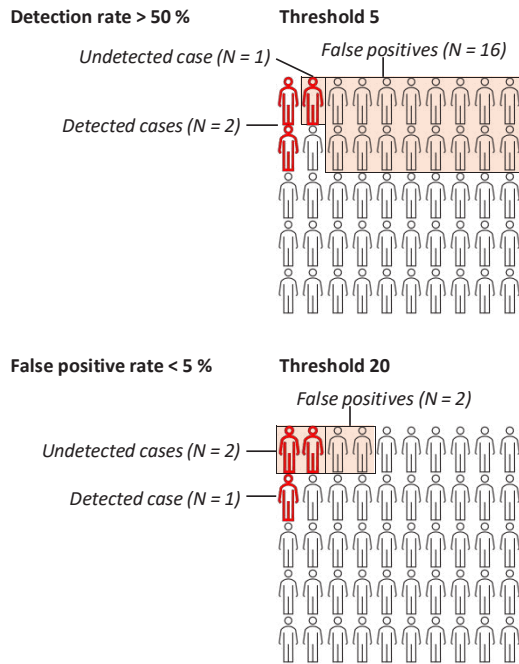 Detection rate > 50 %
Threshold 5
Undetected case (N = 1)
False positives (N = 16)
Detected cases (N = 2)
False positive rate < 5 %
Threshold 20
False positives (N = 2)
Undetected cases (N = 2)
Detected case (N = 1)